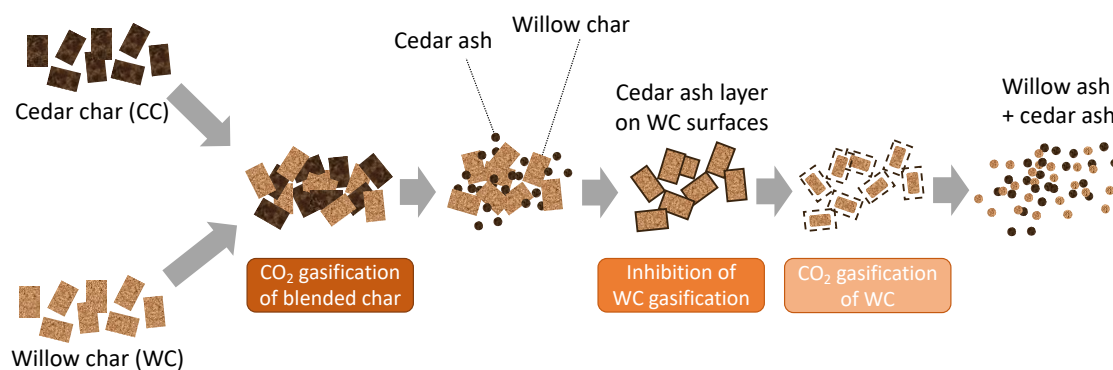 Cedar char (CC)
Willow char (WC)
CO₂ gasification
of blended char
Cedar ash
Willow char
Cedar ash layer
on WC surfaces
Inhibition of
WC gasification
CO₂ gasification
of WC
Willow ash
+ cedar ash